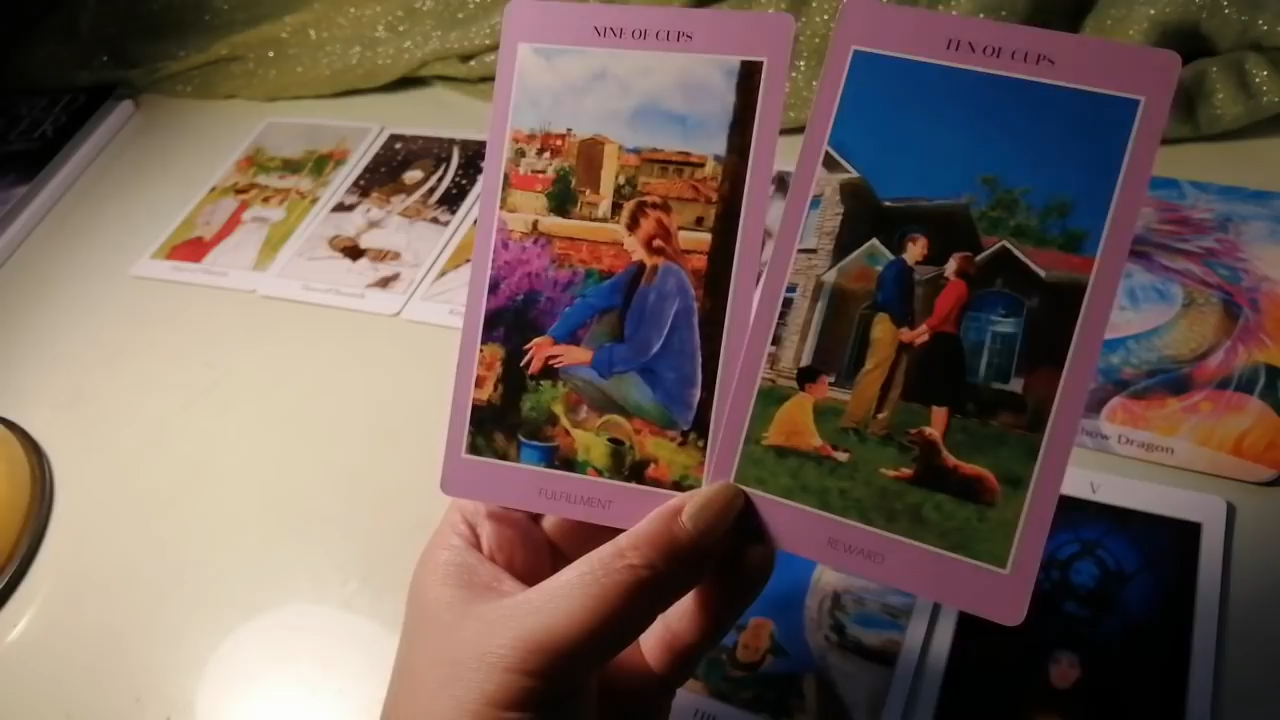 NINE OF CUPS
TEN OF CUPS
FULFILLMENT
REWARD
how Dragon
V